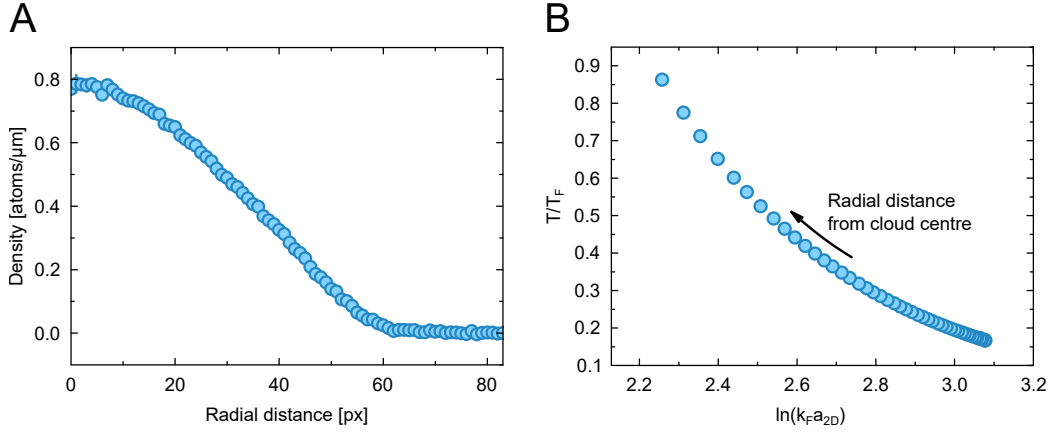 A
B
Density [atoms/µm]
0.8
0.6
0.4
0.2
0.0
0 20 40 60 80
Radial distance [px]
T/T_F
0.9
0.8
0.7
0.6
0.5
0.4
0.3
0.2
0.1
Radial distance
from cloud centre
2.2 2.4 2.6 2.8 3.0 3.2
ln(k_Fa_2D)